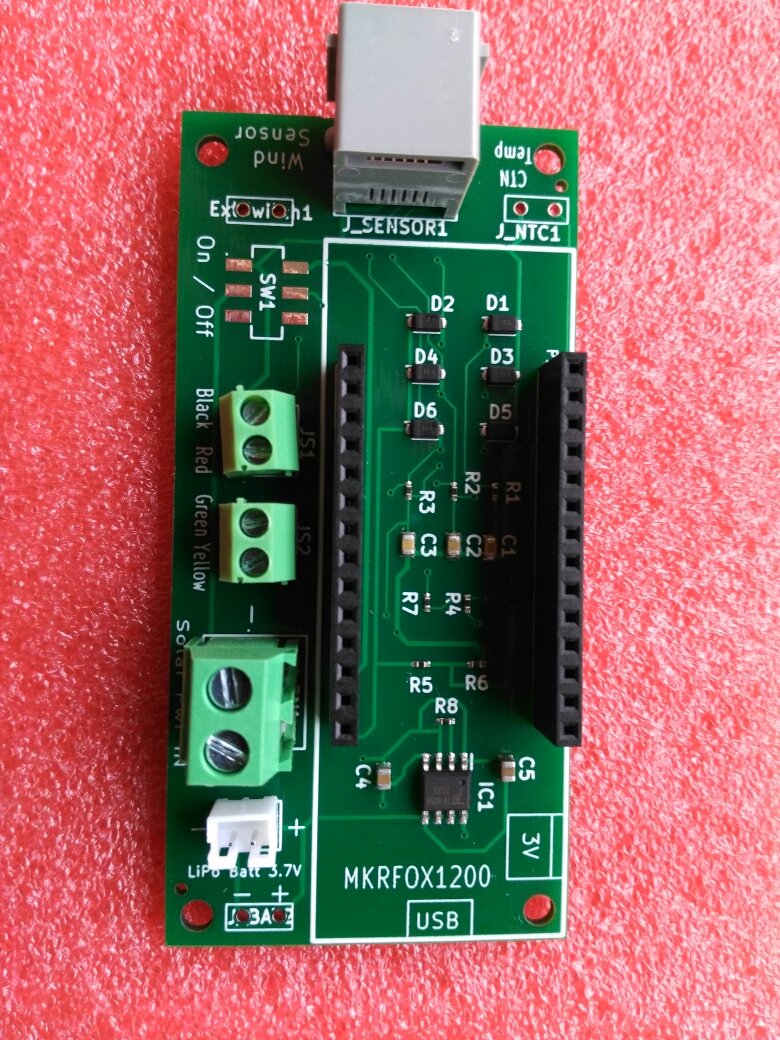 Wind
Sensor
CTN
Temp
J_SENSOR1
J_NTC1
On / Off
SW1
D2
D1
D4
D3
D6
D5
Black Red
JS1
R3
R2
R1
Green Yellow
JS2
C3
C2
C1
R7
R4
R5
R6
R8
C4
C5
IC1
- +
LiPo Batt 3.7V
- +
3V
MKRFOX1200
USB